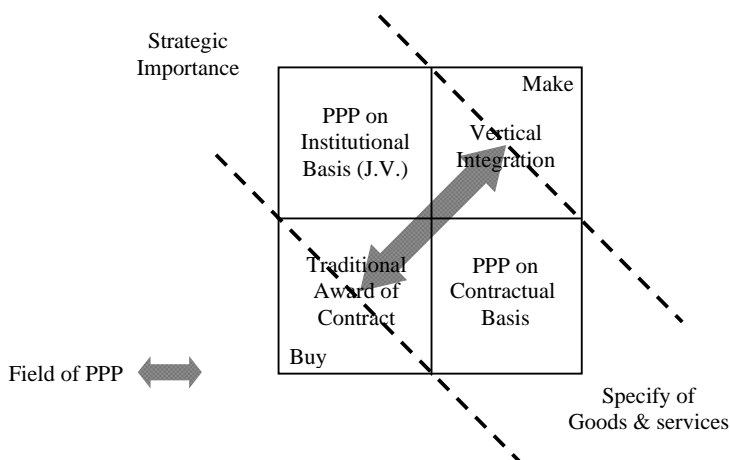 Strategic
Importance
Make
PPP on
Institutional
Basis (J.V.)
Vertical
Integration
Traditional
Award of
Contract
PPP on
Contractual
Basis
Buy
Field of PPP
Specify of
Goods & services